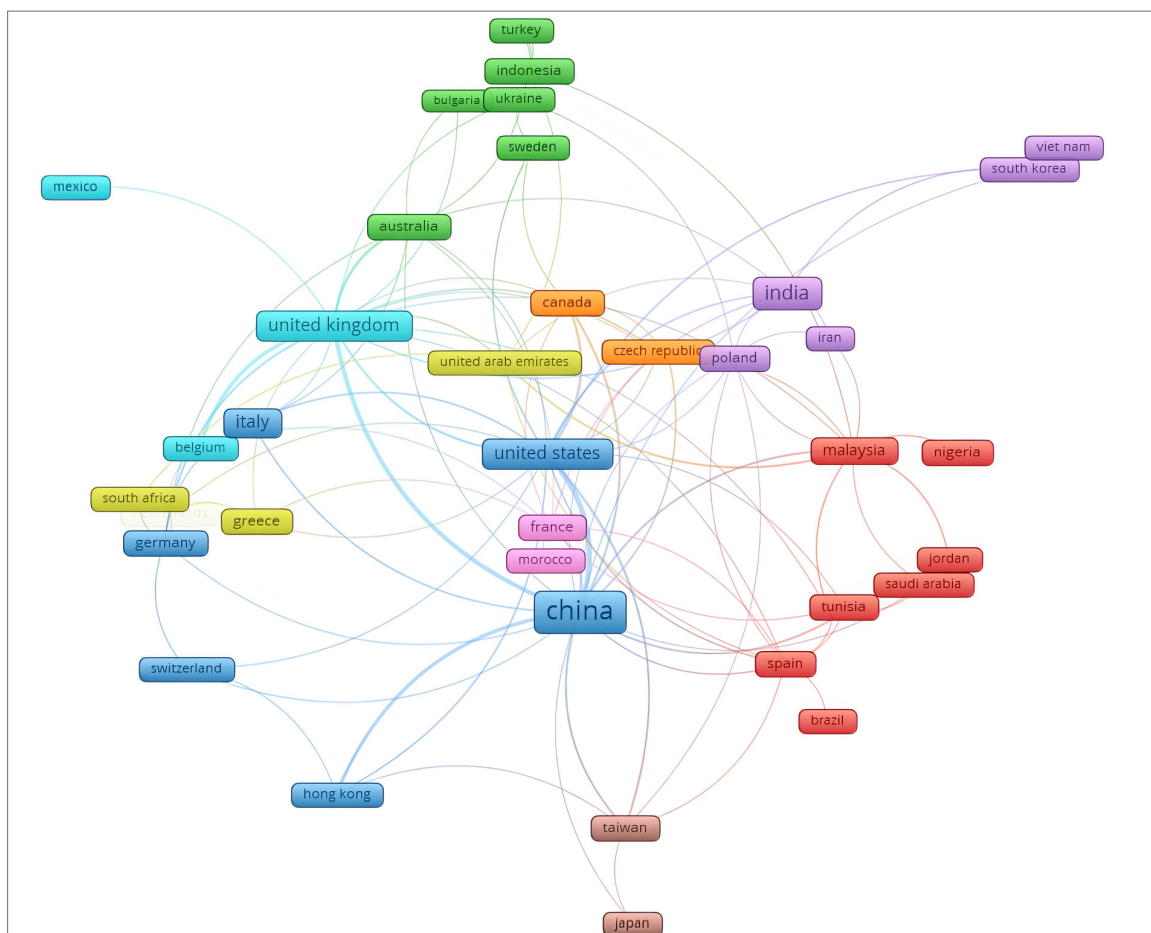 turkey
indonesia
bulgaria
ukraine
sweden
viet nam
south korea
mexico
australia
india
canada
united kingdom
iran
czech republic
poland
united arab emirates
italy
belgium
united states
malaysia
nigeria
south africa
greece
france
germany
morocco
jordan
saudi arabia
china
tunisia
switzerland
spain
brazil
hong kong
taiwan
japan